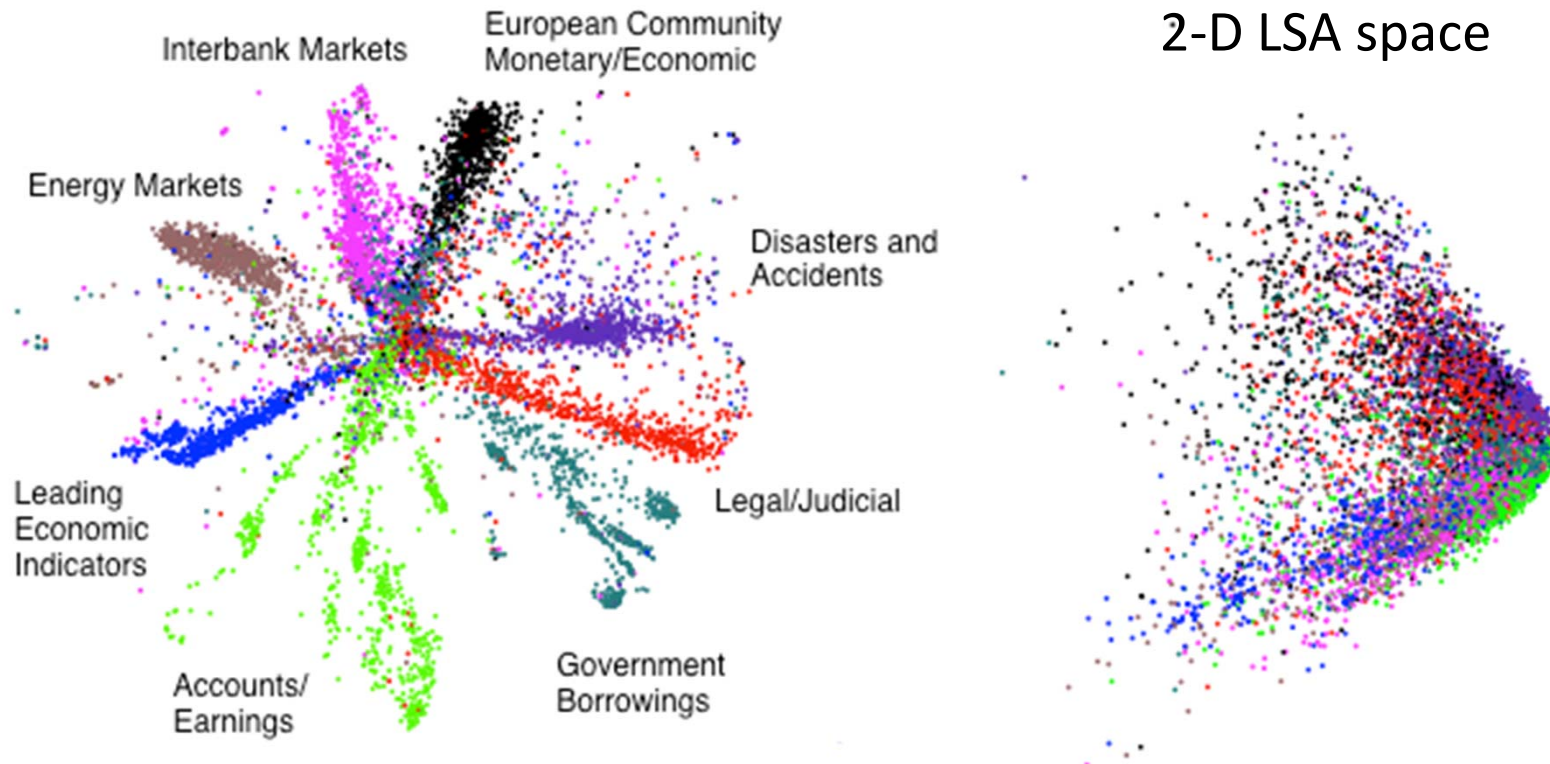 European Community
Monetary/Economic
Interbank Markets
2-D LSA space
Energy Markets
Disasters and
Accidents
Leading
Economic
Indicators
Legal/Judicial
Government
Borrowings
Accounts/
Earnings